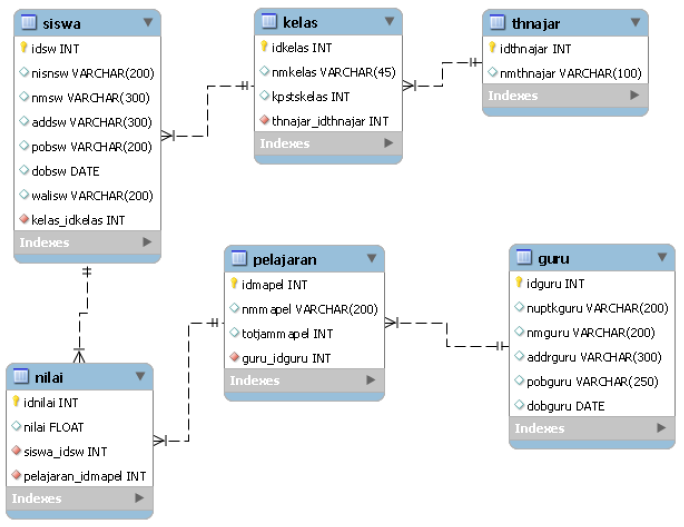 siswa
idsw INT
nisnsw VARCHAR(200)
nmsw VARCHAR(300)
addsw VARCHAR(300)
pobsw VARCHAR(200)
dobsw DATE
walisw VARCHAR(200)
kelas_idkelas INT
Indexes
kelas
idkelas INT
nmkelas VARCHAR(45)
kpstskelas INT
thnajar_idthnajar INT
Indexes
thnajar
idthnajar INT
nmthnajar VARCHAR(100)
Indexes
pelajaran
idmapel INT
nmmapel VARCHAR(200)
totjammapel INT
guru_idguru INT
Indexes
guru
idguru INT
nuptkguru VARCHAR(200)
nmguru VARCHAR(200)
addrguru VARCHAR(300)
pobguru VARCHAR(250)
dobguru DATE
Indexes
nilai
idnilai INT
nilai FLOAT
siswa_idsw INT
pelajaran_idmapel INT
Indexes